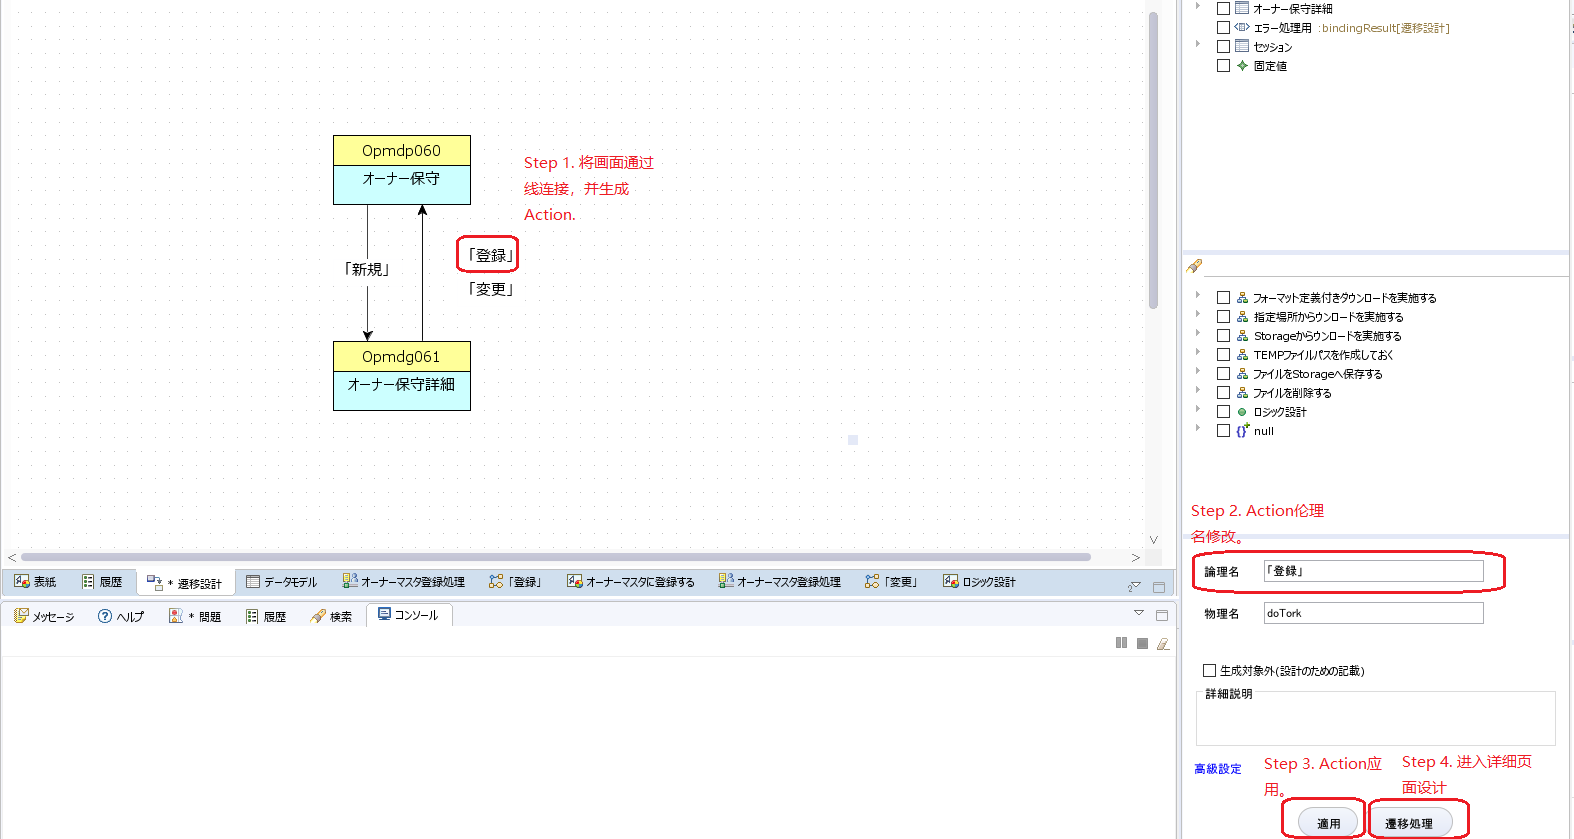 Opmdp060
オーナー保守
Step 1. 将画面通过
线连接，并生成
Action.
「登録」
「新規」
「変更」
Opmdg061
オーナー保守詳細
表紙
履歴
* 遷移設計
データモデル
オーナーマスタ登録処理
「登録」
オーナーマスタに登録する
オーナーマスタ登録処理
「変更」
ロジック設計
2
メッセージ
ヘルプ
* 問題
履歴
検索
コンソール
オーナー保守詳細
エラー処理用 :bindingResult[遷移設計]
セッション
固定値
フォーマット定義付きダウンロードを実施する
指定場所からウンロードを実施する
Storageからウンロードを実施する
TEMPファイルパスを作成しておく
ファイルをStorageへ保存する
ファイルを削除する
ロジック設計
null
Step 2. Action伦理
名修改。
論理名 「登録」
物理名 doTork
生成対象外(設計のための記載)
詳細説明
高級設定
Step 3. Action应
用。
Step 4. 进入详细页
面设计
適用
遷移処理